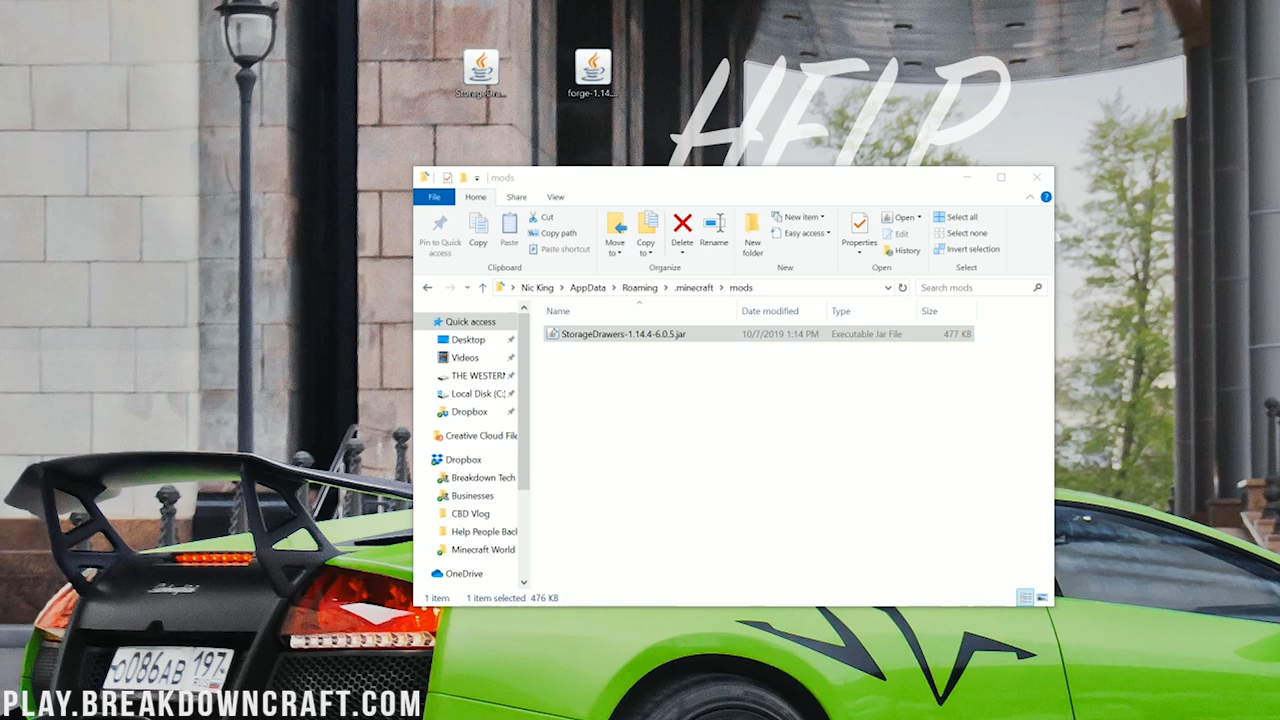 StorageDra...
forge-1.14....
HELP
mods
File Home Share View
Pin to Quick access
Copy
Paste
Cut
Copy path
Paste shortcut
Clipboard
Move to
Copy to
Delete
Rename
Organize
New folder
New item
Easy access
New
Properties
Open
Edit
History
Open
Select all
Select none
Invert selection
Select
Nic King > AppData > Roaming > .minecraft > mods
Search mods
Name Date modified Type Size
StorageDrawers-1.14.4-6.0.5.jar 10/7/2019 1:14 PM Executable Jar File 477 KB
Quick access
Desktop
Videos
THE WESTERN
Local Disk (C:)
Dropbox
Creative Cloud File
Dropbox
Breakdown Tech
Businesses
CBD Vlog
Help People Back
Minecraft World
OneDrive
1 item 1 item selected 476 KB
Lamborghini
O086AB 197
PLAY.BREAKDOWNCRAFT.COM